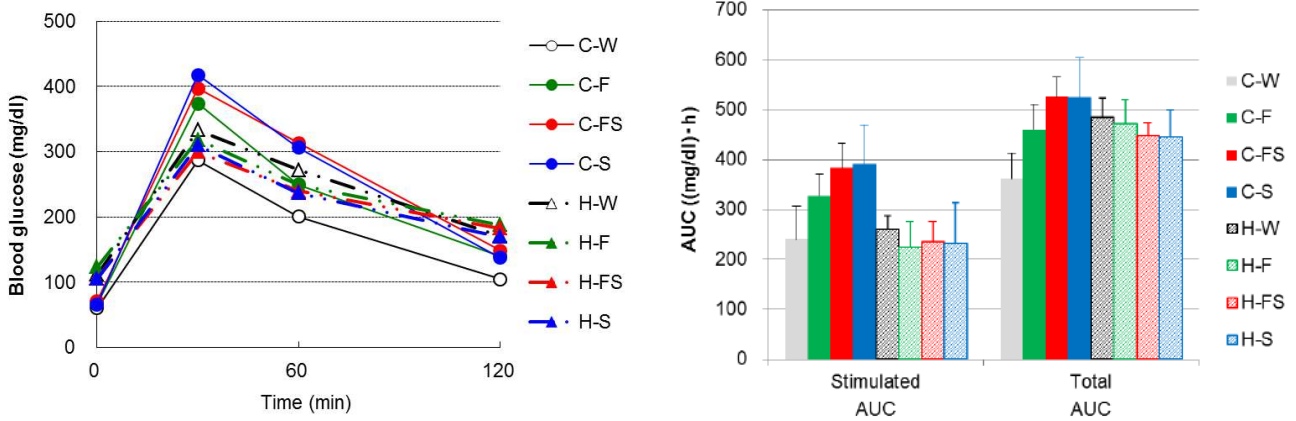 500
400
300
200
100
0
Blood glucose (mg/dl)
0
60
120
Time (min)
C-W
C-F
C-FS
C-S
H-W
H-F
H-FS
H-S
700
600
500
400
300
200
100
0
AUC ((mg/dl)·h)
Stimulated
AUC
Total
AUC
C-W
C-F
C-FS
C-S
H-W
H-F
H-FS
H-S